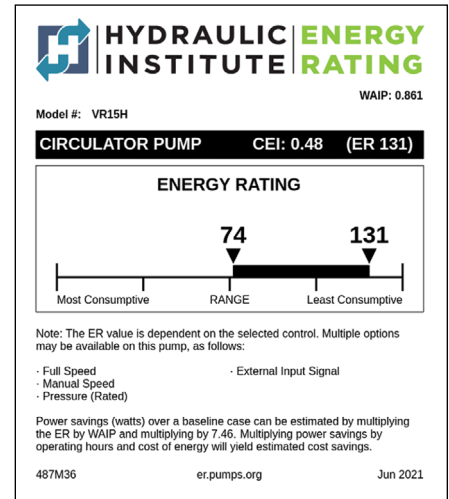 HYDRAULIC ENERGY
INSTITUTE RATING
WAIP: 0.861
Model #: VR15H
CIRCULATOR PUMP CEI: 0.48 (ER 131)
ENERGY RATING
74 131
Most Consumptive RANGE Least Consumptive
Note: The ER value is dependent on the selected control. Multiple options
may be available on this pump, as follows:
· Full Speed · External Input Signal
· Manual Speed
· Pressure (Rated)
Power savings (watts) over a baseline case can be estimated by multiplying
the ER by WAIP and multiplying by 7.46. Multiplying power savings by
operating hours and cost of energy will yield estimated cost savings.
487M36 er.pumps.org Jun 2021